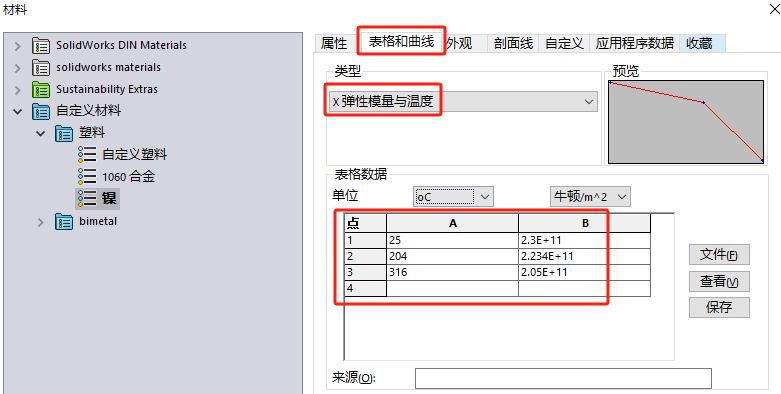 材料
SolidWorks DIN Materials
solidworks materials
Sustainability Extras
自定义材料
塑料
自定义塑料
1060 合金
镍
bimetal
属性 表格和曲线 外观 剖面线 自定义 应用程序数据 收藏
类型
X 弹性模量与温度
预览
表格数据
单位 oC 牛顿/m^2
点 A B
1 25 2.3E+11
2 204 2.234E+11
3 316 2.05E+11
4
文件(F)
查看(V)
保存
来源(O):